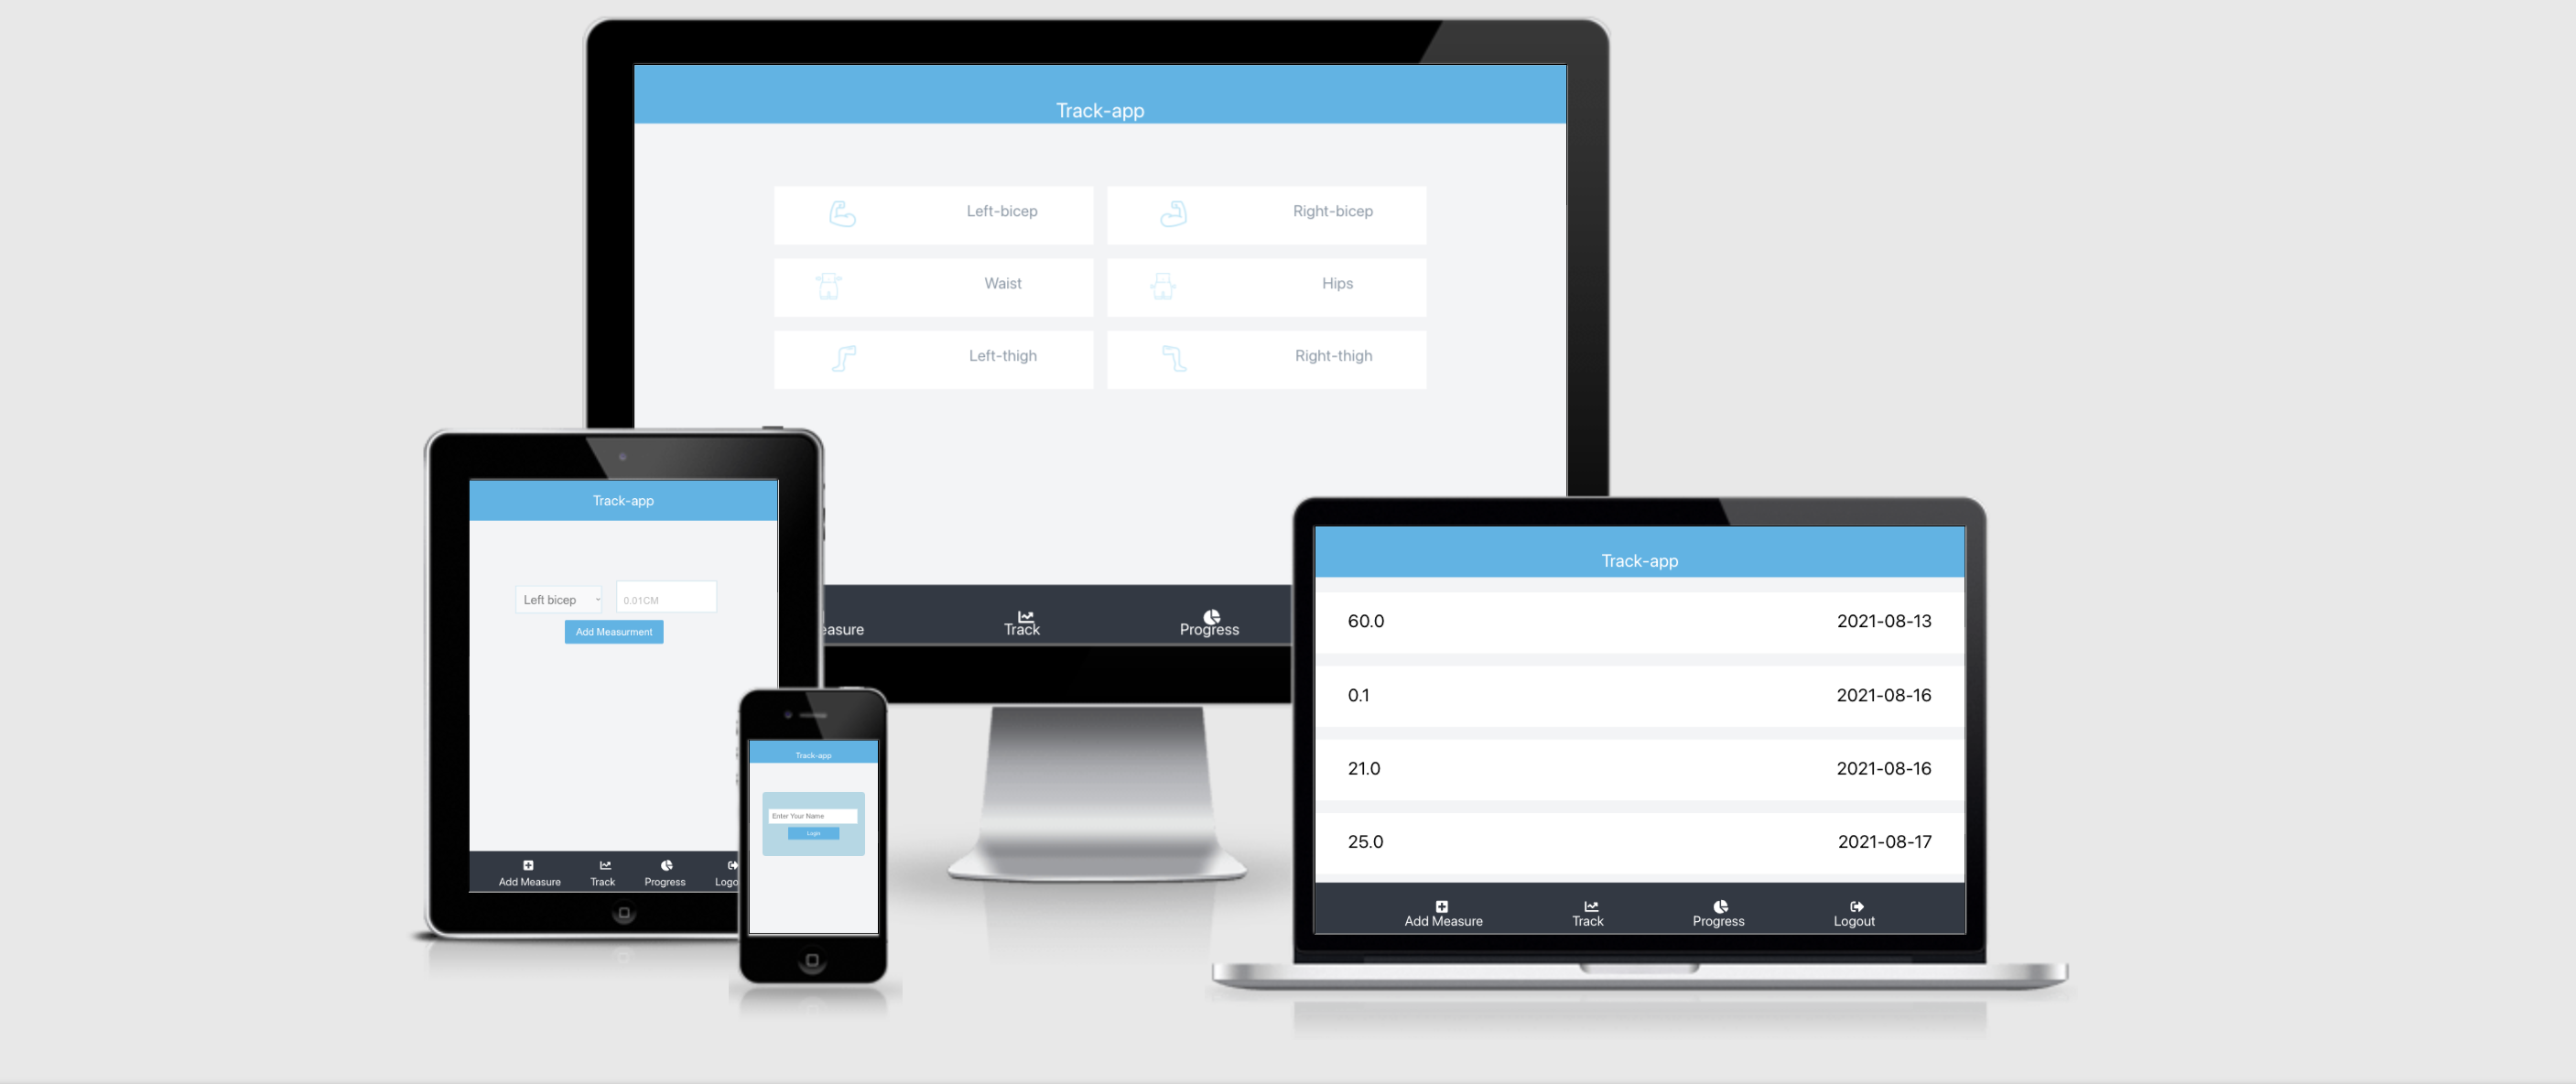 Track-app
Left-bicep
Right-bicep
Waist
Hips
Left-thigh
Right-thigh
easure
Track
Progress
Track-app
Left bicep
0.01CM
Add Measurment
Add Measure
Track
Progress
Logo
Track-app
Enter Your Name
Login
Track-app
60.0 2021-08-13
0.1 2021-08-16
21.0 2021-08-16
25.0 2021-08-17
Add Measure
Track
Progress
Logout